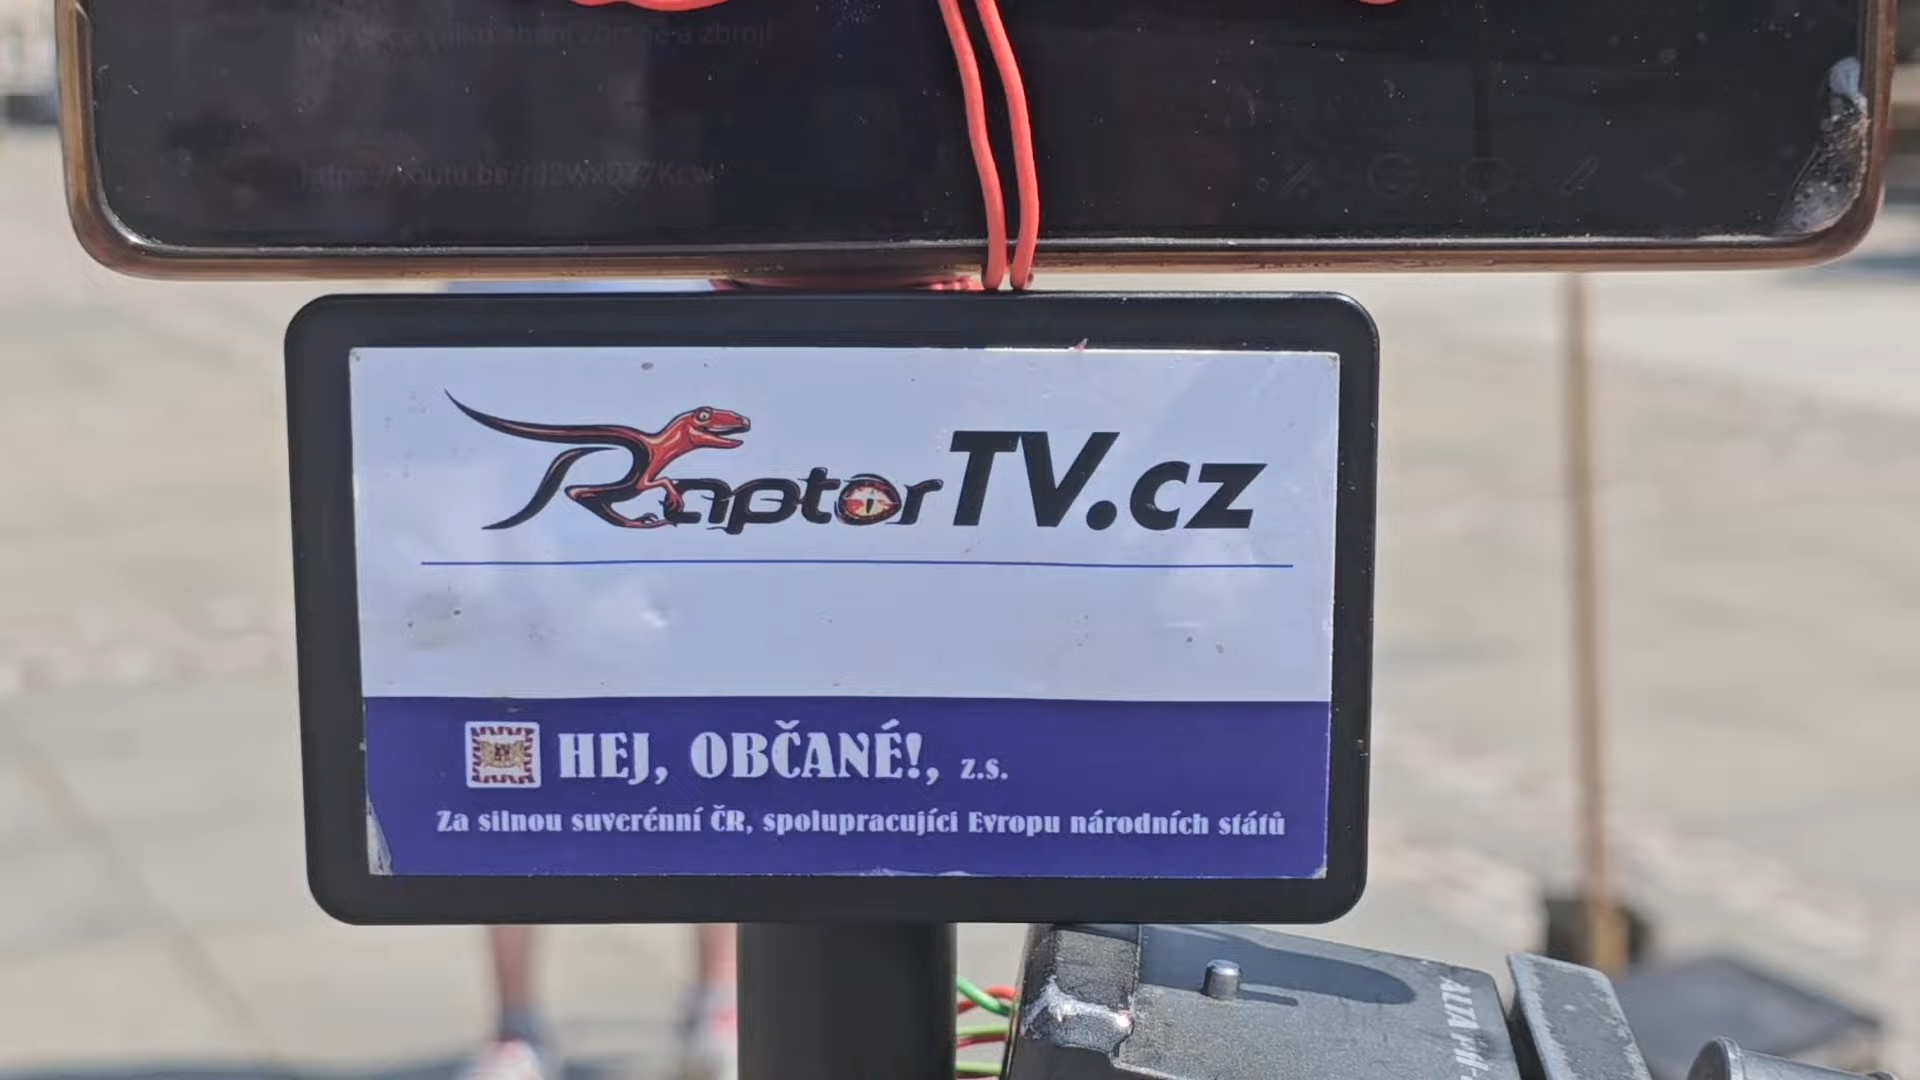 RaptorTV.cz
HEJ, OBČANÉ!, z.s.
Za silnou suverénní ČR, spolupracující Evropu národních států